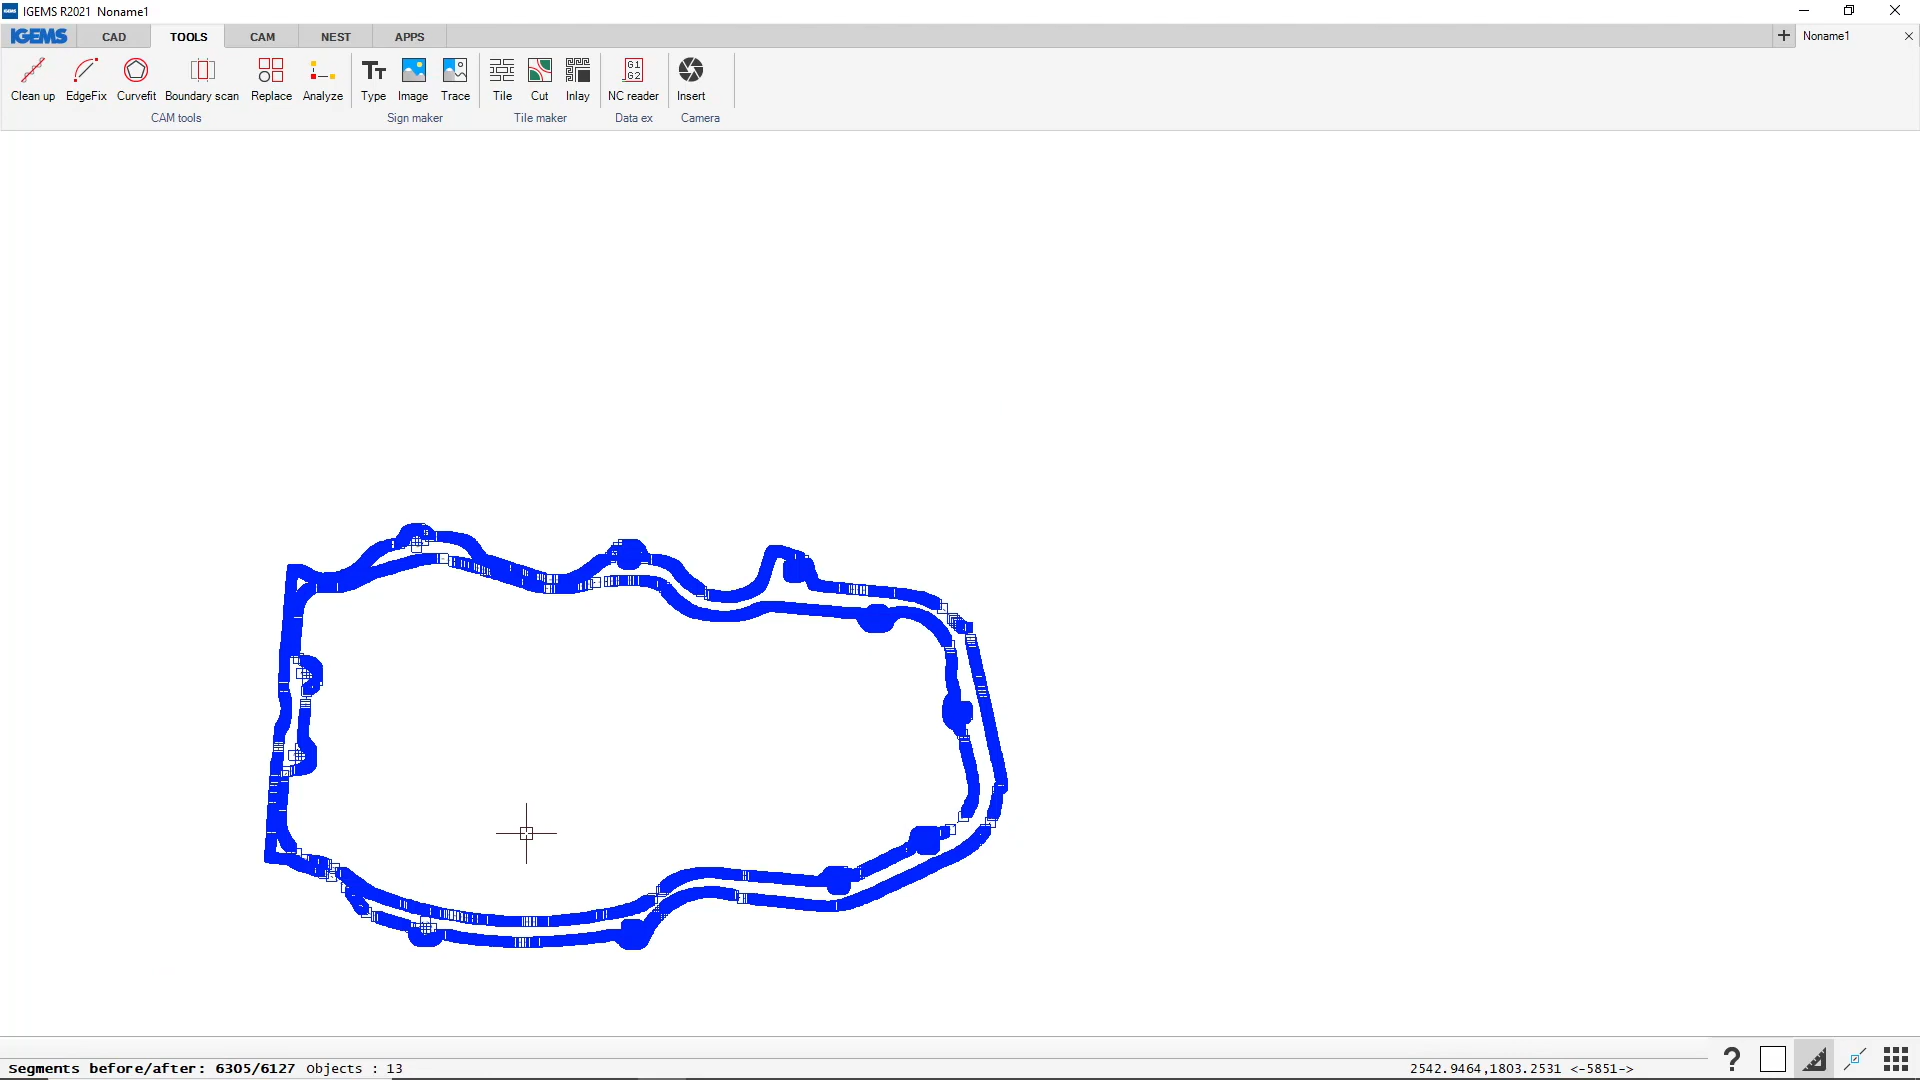 IGEMS R2021 Noname1
IGEMS CAD TOOLS CAM NEST APPS Noname1
Clean up EdgeFix Curvefit Boundary scan Replace Analyze Type Image Trace Tile Cut Inlay NC reader Insert
G1
G2
CAM tools Sign maker Tile maker Data ex Camera
Segments before/after: 6305/6127 Objects : 13
2542.9464,1803.2531 <-5851->
?